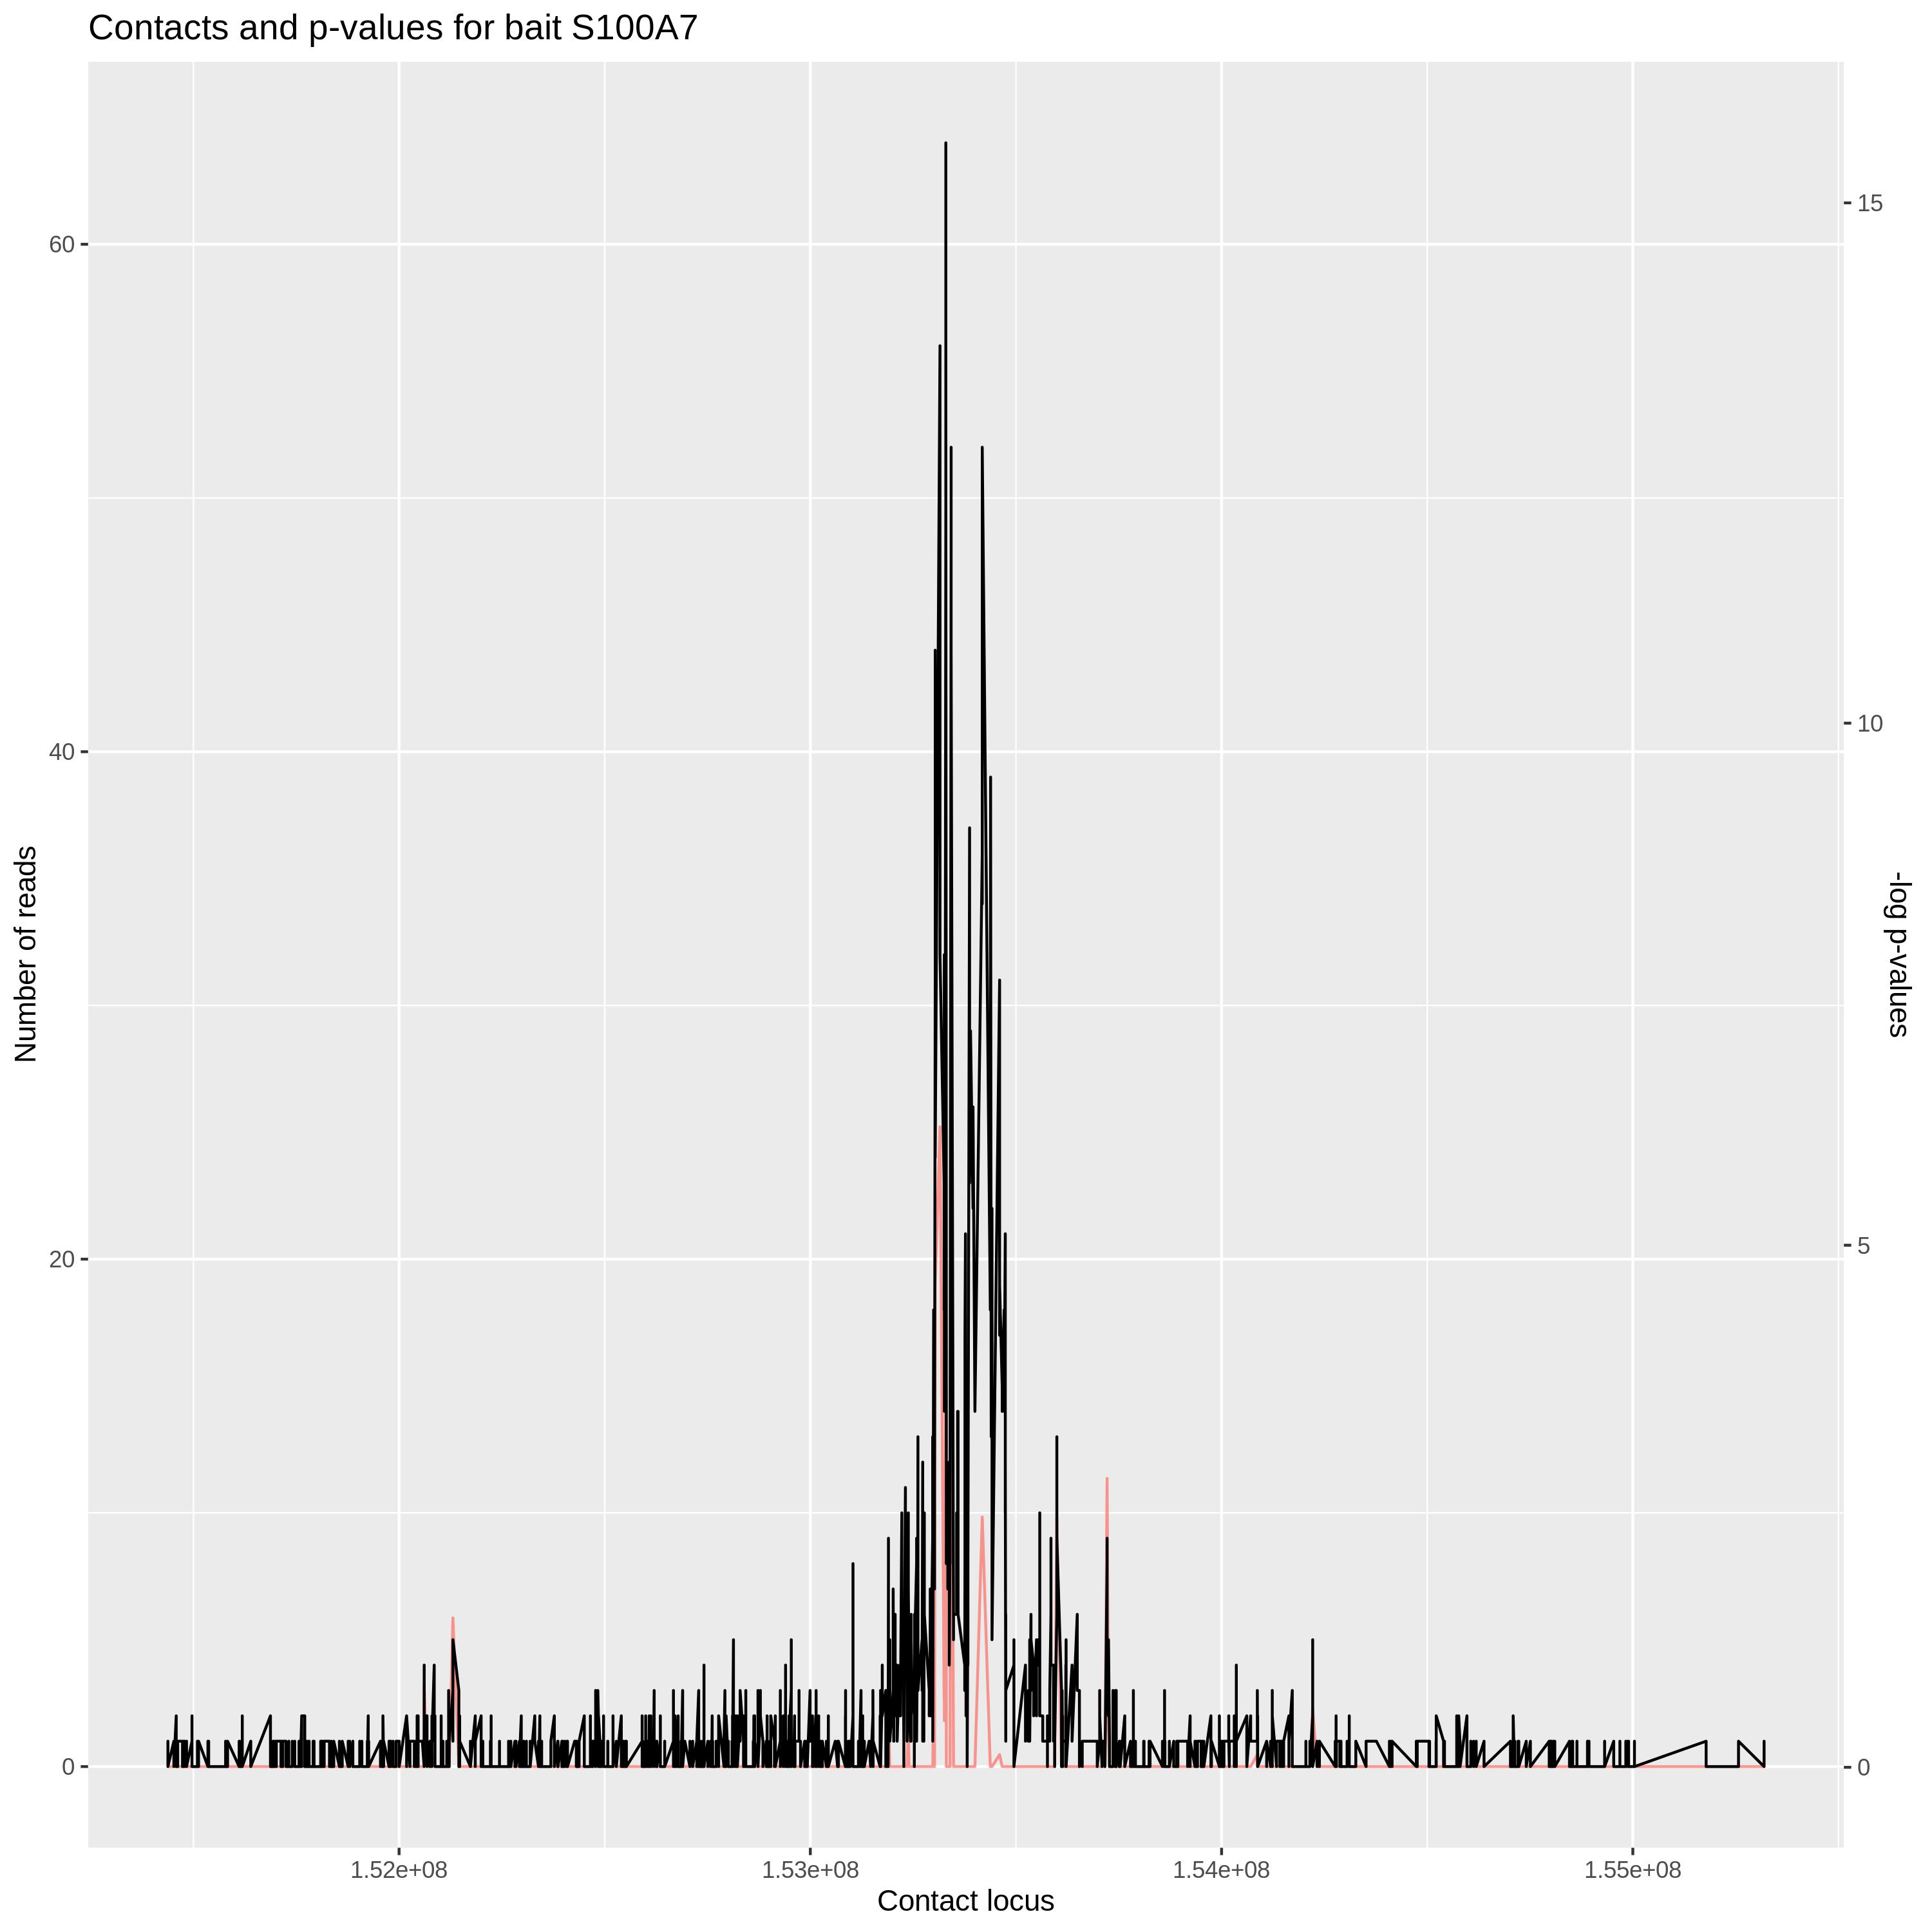 Contacts and p-values for bait S100A7
60
40
20
0
15
10
5
0
Number of reads
-log p-values
1.52e+08
1.53e+08
1.54e+08
1.55e+08
Contact locus